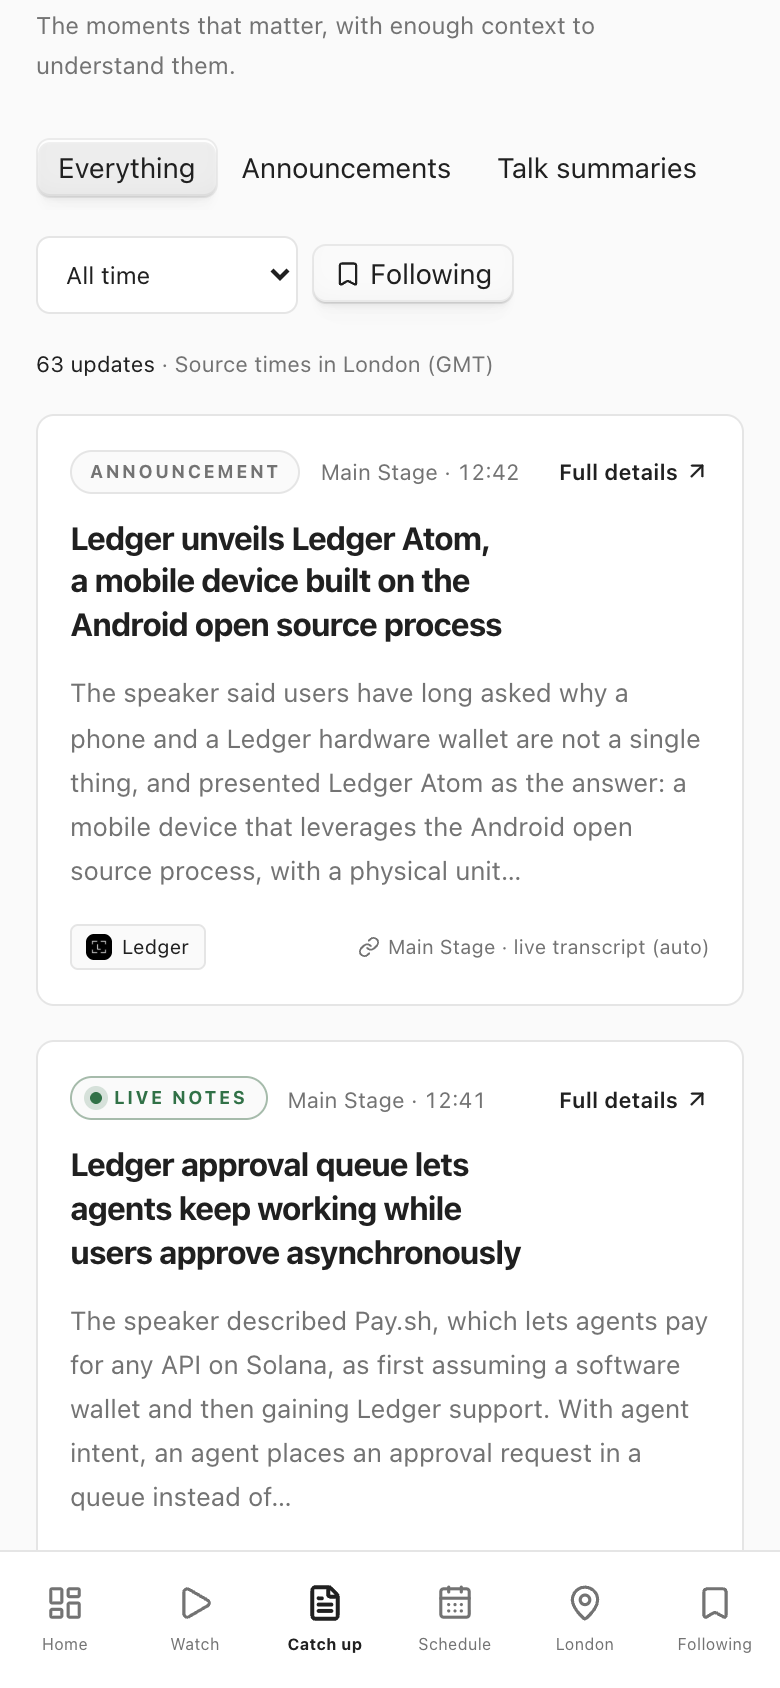 The moments that matter, with enough context to
understand them.
Everything
Announcements
Talk summaries
All time
Following
63 updates · Source times in London (GMT)
ANNOUNCEMENT
Main Stage · 12:42
Full details
Ledger unveils Ledger Atom,
a mobile device built on the
Android open source process
The speaker said users have long asked why a
phone and a Ledger hardware wallet are not a single
thing, and presented Ledger Atom as the answer: a
mobile device that leverages the Android open
source process, with a physical unit...
Ledger
Main Stage · live transcript (auto)
LIVE NOTES
Main Stage · 12:41
Full details
Ledger approval queue lets
agents keep working while
users approve asynchronously
The speaker described Pay.sh, which lets agents pay
for any API on Solana, as first assuming a software
wallet and then gaining Ledger support. With agent
intent, an agent places an approval request in a
queue instead of...
Home
Watch
Catch up
Schedule
London
Following